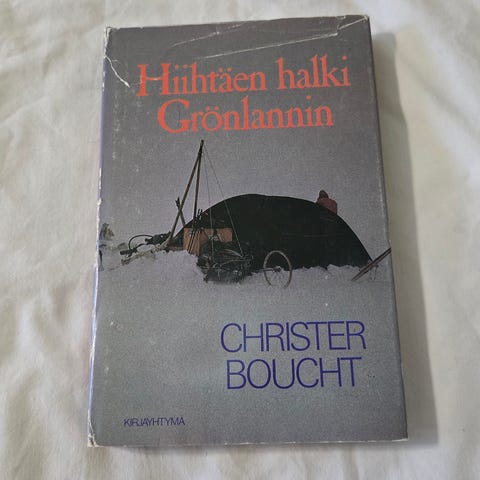 Hiihtäen halki
Grönlannin
CHRISTER
BOUCHT
KIRJAYHTYMÄ